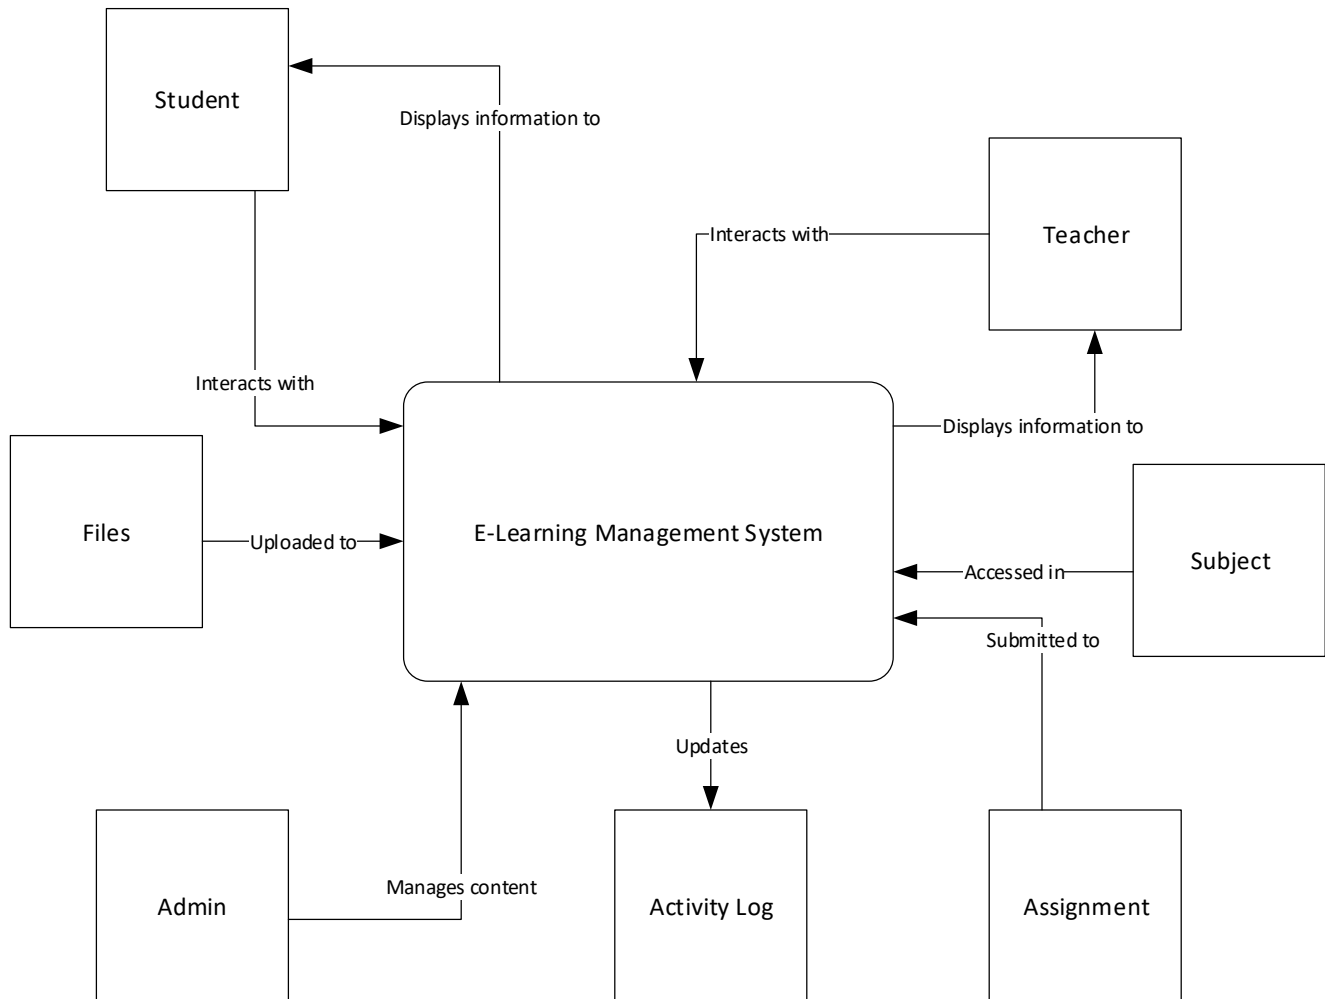 Student
Displays information to
Teacher
Interacts with
Interacts with
Displays information to
Files
Uploaded to
E-Learning Management System
Subject
Accessed in
Submitted to
Updates
Manages content
Admin
Activity Log
Assignment